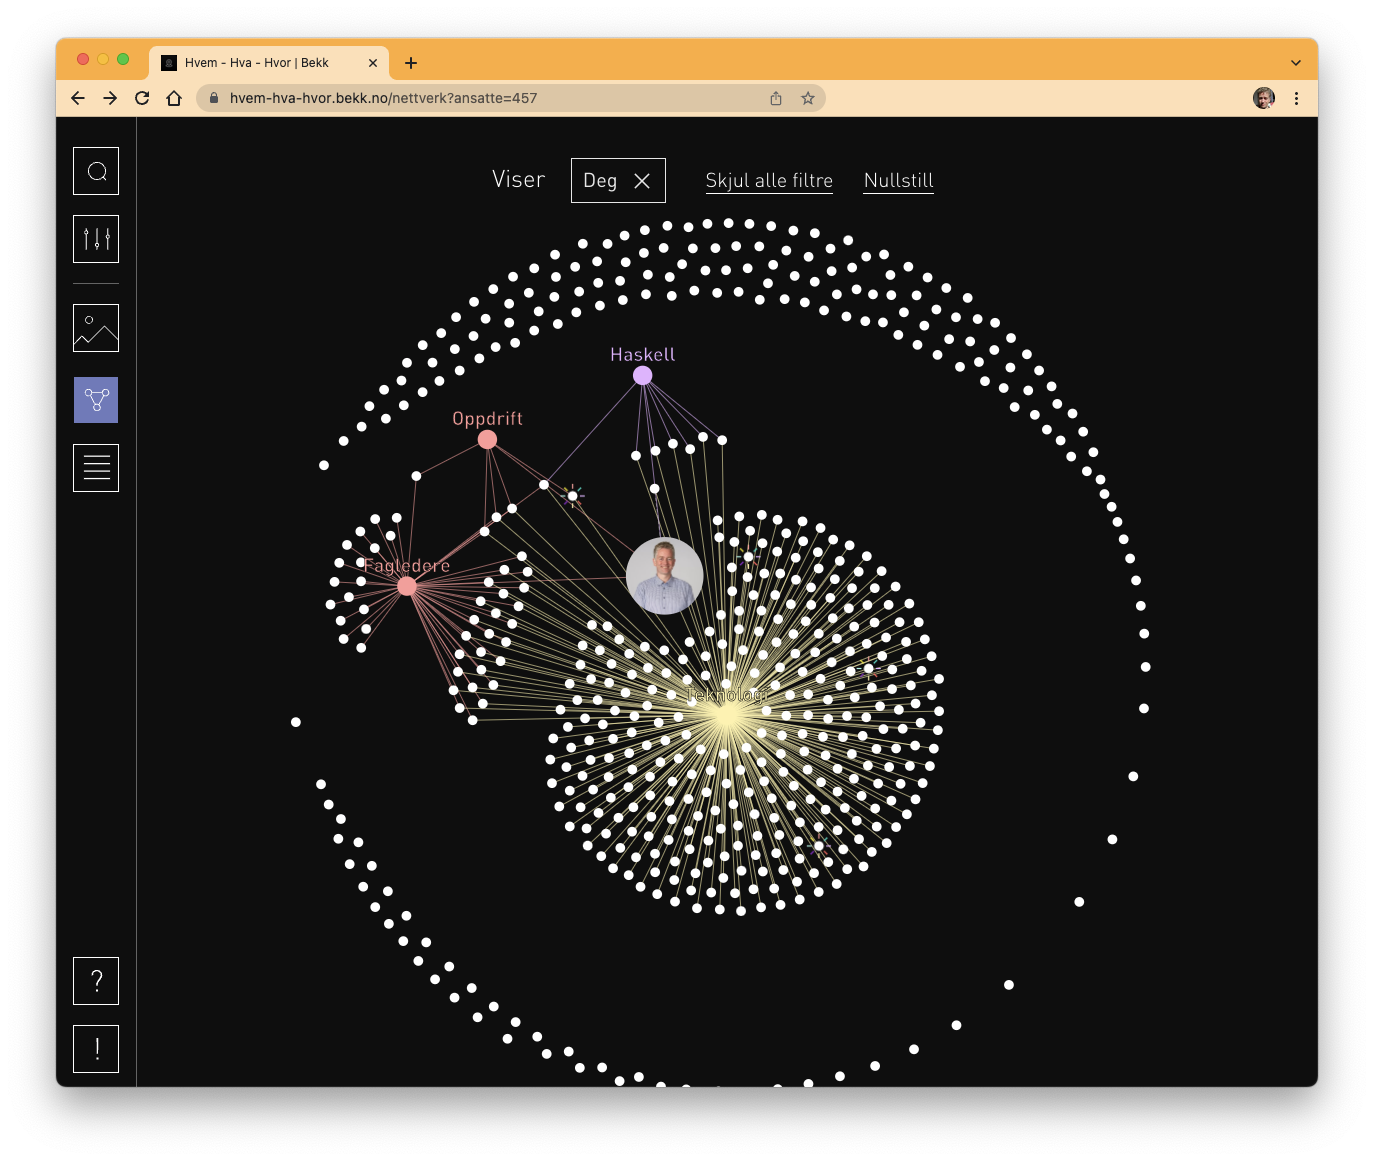 Hvem - Hva - Hvor | Bekk
hvem-hva-hvor.bekk.no/nettverk?ansatte=457
Viser
Deg
Skjul alle filtre
Nullstill
Haskell
Oppdrift
Fagledere
Teknologi
?
!